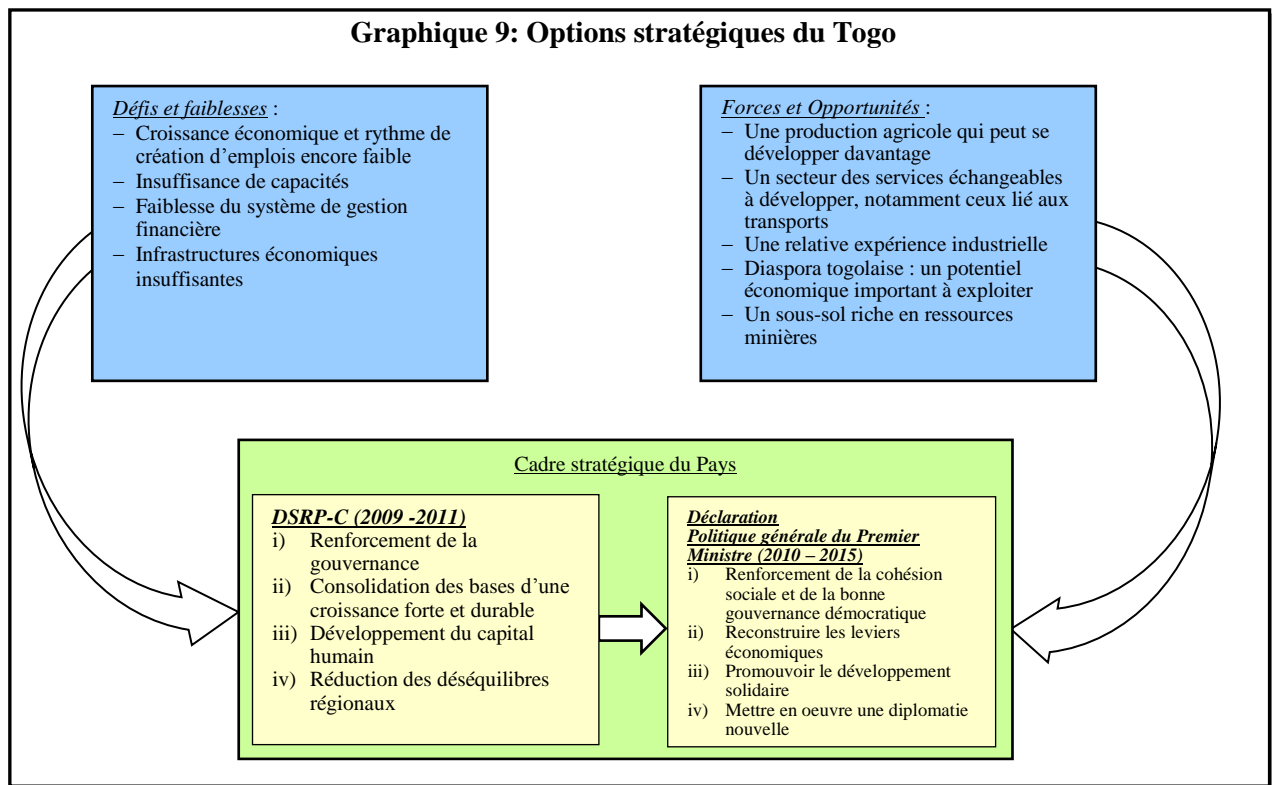 Graphique 9: Options stratégiques du Togo
Défis et faiblesses :
– Croissance économique et rythme de
création d'emplois encore faible
– Insuffisance de capacités
– Faiblesse du système de gestion
financière
– Infrastructures économiques
insuffisantes
Forces et Opportunités :
– Une production agricole qui peut se
développer davantage
– Un secteur des services échangeables
à développer, notamment ceux lié aux
transports
– Une relative expérience industrielle
– Diaspora togolaise : un potentiel
économique important à exploiter
– Un sous-sol riche en ressources
minières
Cadre stratégique du Pays
DSRP-C (2009 -2011)
i) Renforcement de la
gouvernance
ii) Consolidation des bases d'une
croissance forte et durable
iii) Développement du capital
humain
iv) Réduction des déséquilibres
régionaux
Déclaration
Politique générale du Premier
Ministre (2010 – 2015)
i) Renforcement de la cohésion
sociale et de la bonne
gouvernance démocratique
ii) Reconstruire les leviers
économiques
iii) Promouvoir le développement
solidaire
iv) Mettre en oeuvre une diplomatie
nouvelle